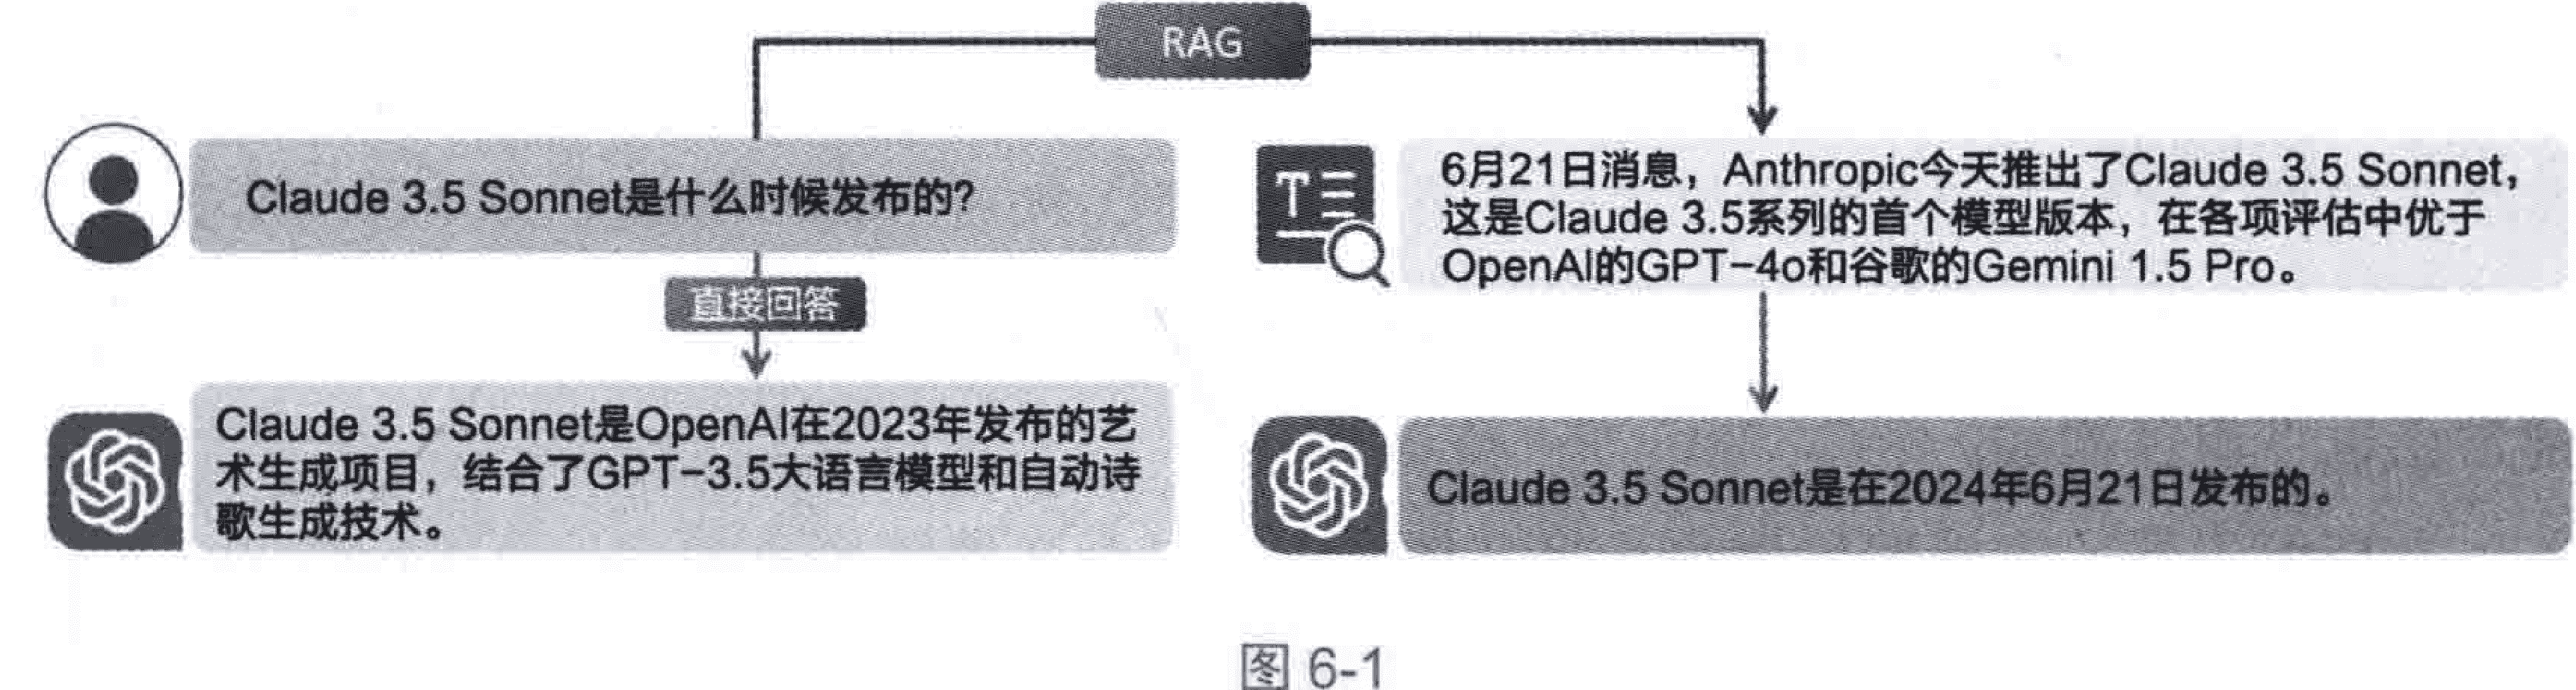 RAG
Claude 3.5 Sonnet是什么时候发布的?
直接回答
Claude 3.5 Sonnet是OpenAI在2023年发布的艺
术生成项目，结合了GPT-3.5大语言模型和自动诗
歌生成技术。
6月21日消息，Anthropic今天推出了Claude 3.5 Sonnet，
这是Claude 3.5系列的首个模型版本，在各项评估中优于
OpenAI的GPT-4o和谷歌的Gemini 1.5 Pro。
Claude 3.5 Sonnet是在2024年6月21日发布的。
图 6-1